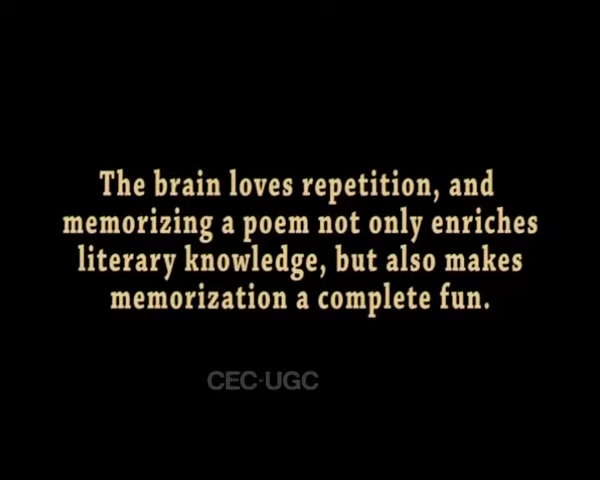 The brain loves repetition, and
memorizing a poem not only enriches
literary knowledge, but also makes
memorization a complete fun.
CEC-UGC